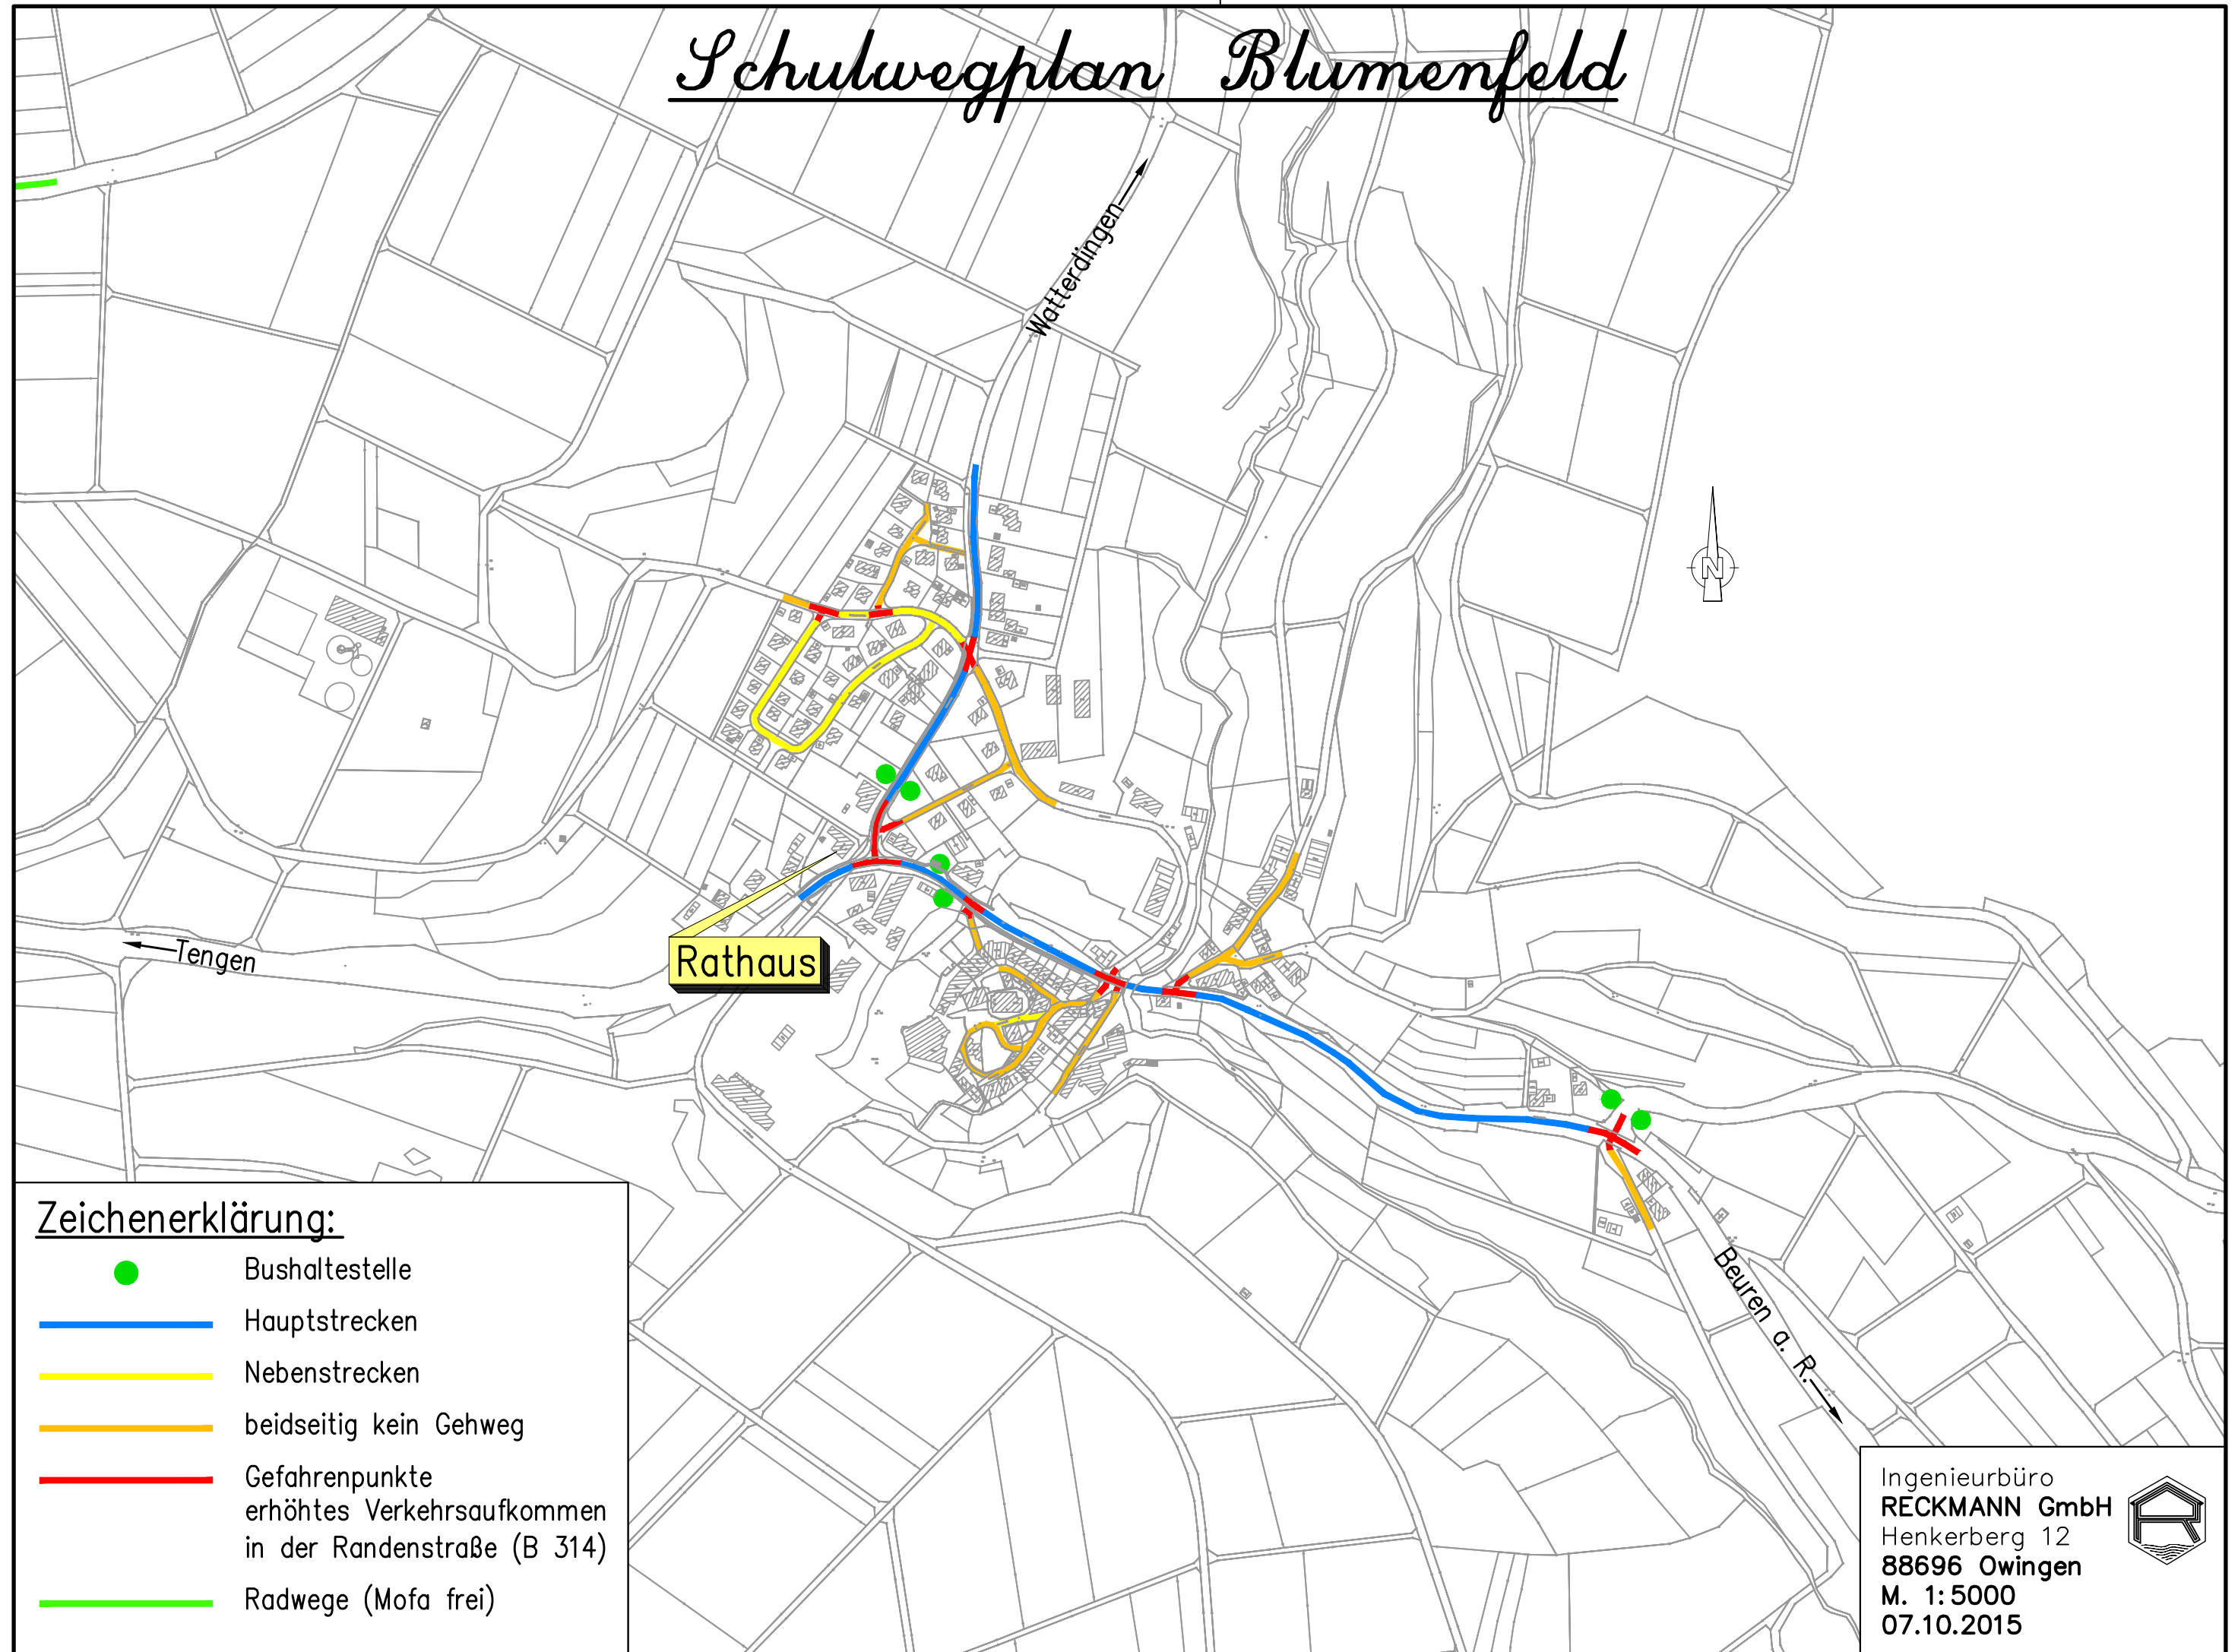 Schulwegplan Blumenfeld
Watterdingen
N
Tengen
Rathaus
Beuren a. R.
Zeichenerklärung:
Bushaltestelle
Hauptstrecken
Nebenstrecken
beidseitig kein Gehweg
Gefahrenpunkte
erhöhtes Verkehrsaufkommen
in der Randenstraße (B 314)
Radwege (Mofa frei)
Ingenieurbüro
RECKMANN GmbH
Henkerberg 12
88696 Owingen
M. 1:5000
07.10.2015